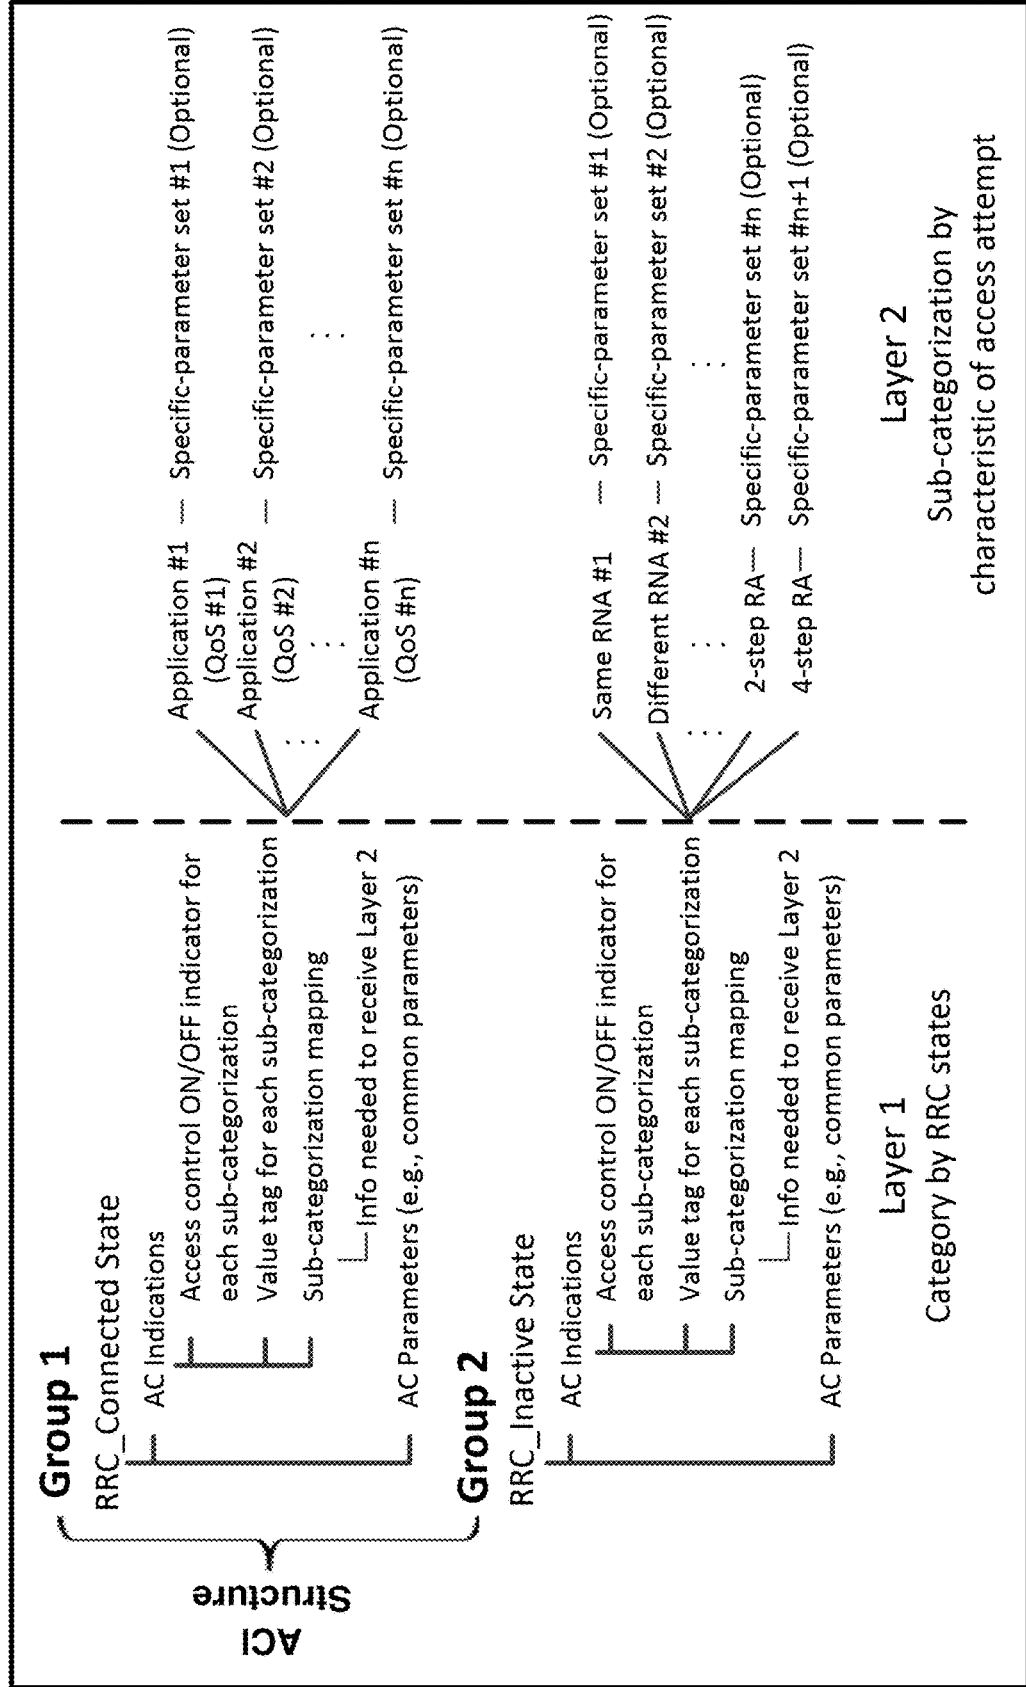 ACI
Structure
Group 1
RRC_Connected State
AC Indications
Access control ON/OFF indicator for
each sub-categorization
Value tag for each sub-categorization
Sub-categorization mapping
Info needed to receive Layer 2
AC Parameters (e.g., common parameters)
Application #1 — Specific-parameter set #1 (Optional)
(QoS #1)
Application #2 — Specific-parameter set #2 (Optional)
(QoS #2)
...
...
...
Application #n — Specific-parameter set #n (Optional)
(QoS #n)
Group 2
RRC_Inactive State
AC Indications
Access control ON/OFF indicator for
each sub-categorization
Value tag for each sub-categorization
Sub-categorization mapping
Info needed to receive Layer 2
AC Parameters (e.g., common parameters)
Same RNA #1 — Specific-parameter set #1 (Optional)
Different RNA #2 — Specific-parameter set #2 (Optional)
...
...
...
2-step RA — Specific-parameter set #n (Optional)
4-step RA — Specific-parameter set #n+1 (Optional)
Layer 1
Category by RRC states
Layer 2
Sub-categorization by
characteristic of access attempt